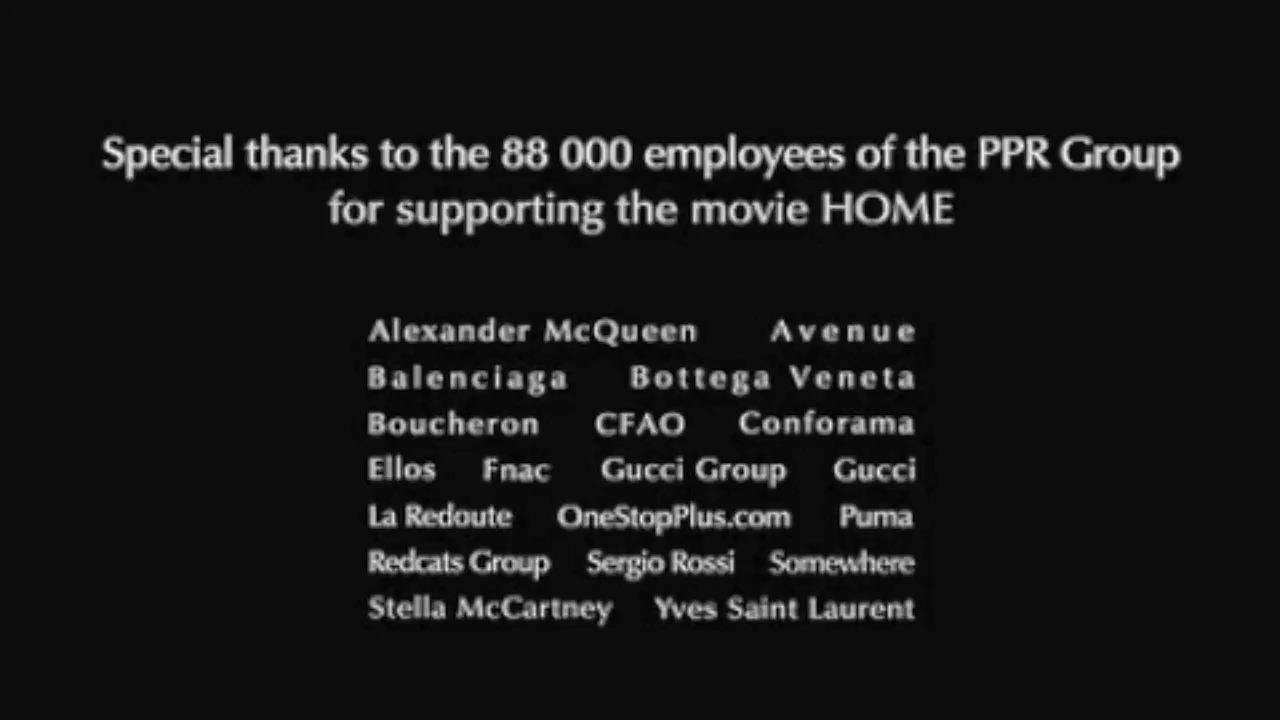 Special thanks to the 88 000 employees of the PPR Group
for supporting the movie HOME
Alexander McQueen Avenue
Balenciaga Bottega Veneta
Boucheron CFAO Conforama
Ellos Fnac Gucci Group Gucci
La Redoute OneStopPlus.com Puma
Redcats Group Sergio Rossi Somewhere
Stella McCartney Yves Saint Laurent